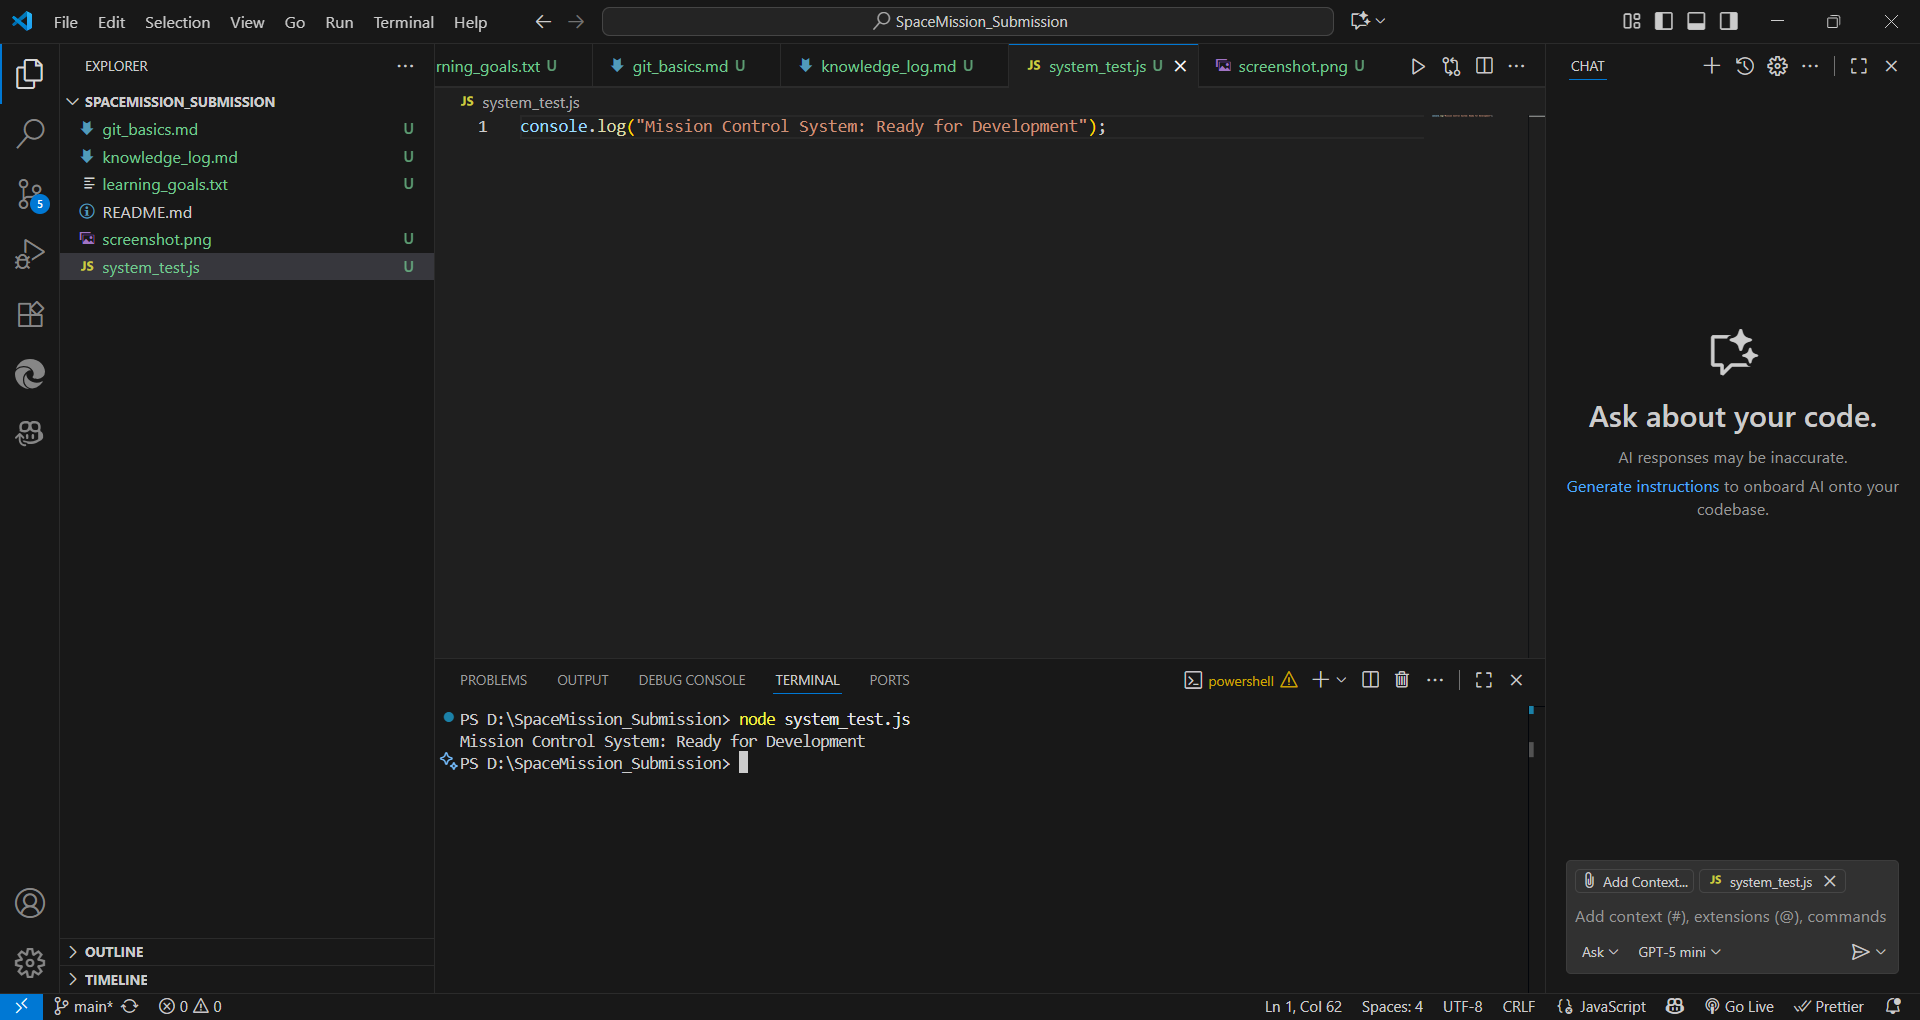 File Edit Selection View Go Run Terminal Help
SpaceMission_Submission
EXPLORER
SPACEMISSION_SUBMISSION
git_basics.md U
knowledge_log.md U
learning_goals.txt U
README.md
screenshot.png U
JS system_test.js U
5
OUTLINE
TIMELINE
rning_goals.txt U git_basics.md U knowledge_log.md U JS system_test.js U screenshot.png U
JS system_test.js
1 console.log("Mission Control System: Ready for Development");
PROBLEMS OUTPUT DEBUG CONSOLE TERMINAL PORTS
powershell
PS D:\SpaceMission_Submission> node system_test.js
Mission Control System: Ready for Development
PS D:\SpaceMission_Submission>
CHAT
Ask about your code.
AI responses may be inaccurate.
Generate instructions to onboard AI onto your
codebase.
Add Context... JS system_test.js
Add context (#), extensions (@), commands
Ask GPT-5 mini
main* 0 0 Ln 1, Col 62 Spaces: 4 UTF-8 CRLF JavaScript Go Live Prettier